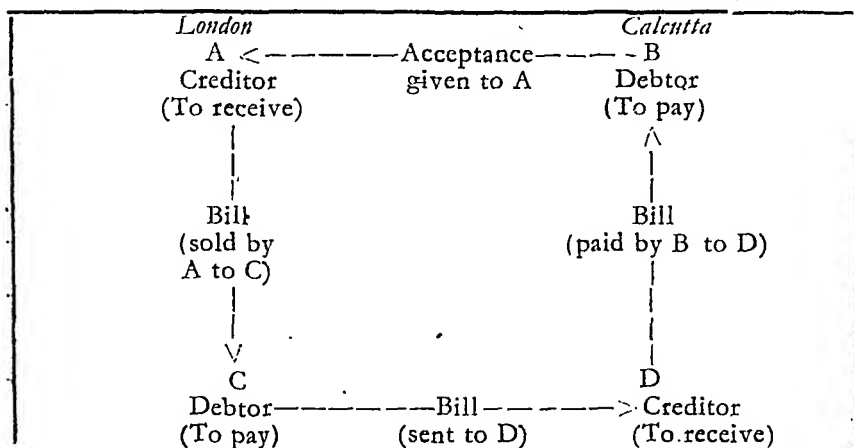 London Calcutta
A <------Acceptance------B
Creditor given to A Debtor
(To receive) (To pay)
Bill Bill
(sold by (paid by B to D)
A to C)
C D
Debtor------Bill------> Creditor
(To pay) (sent to D) (To receive)